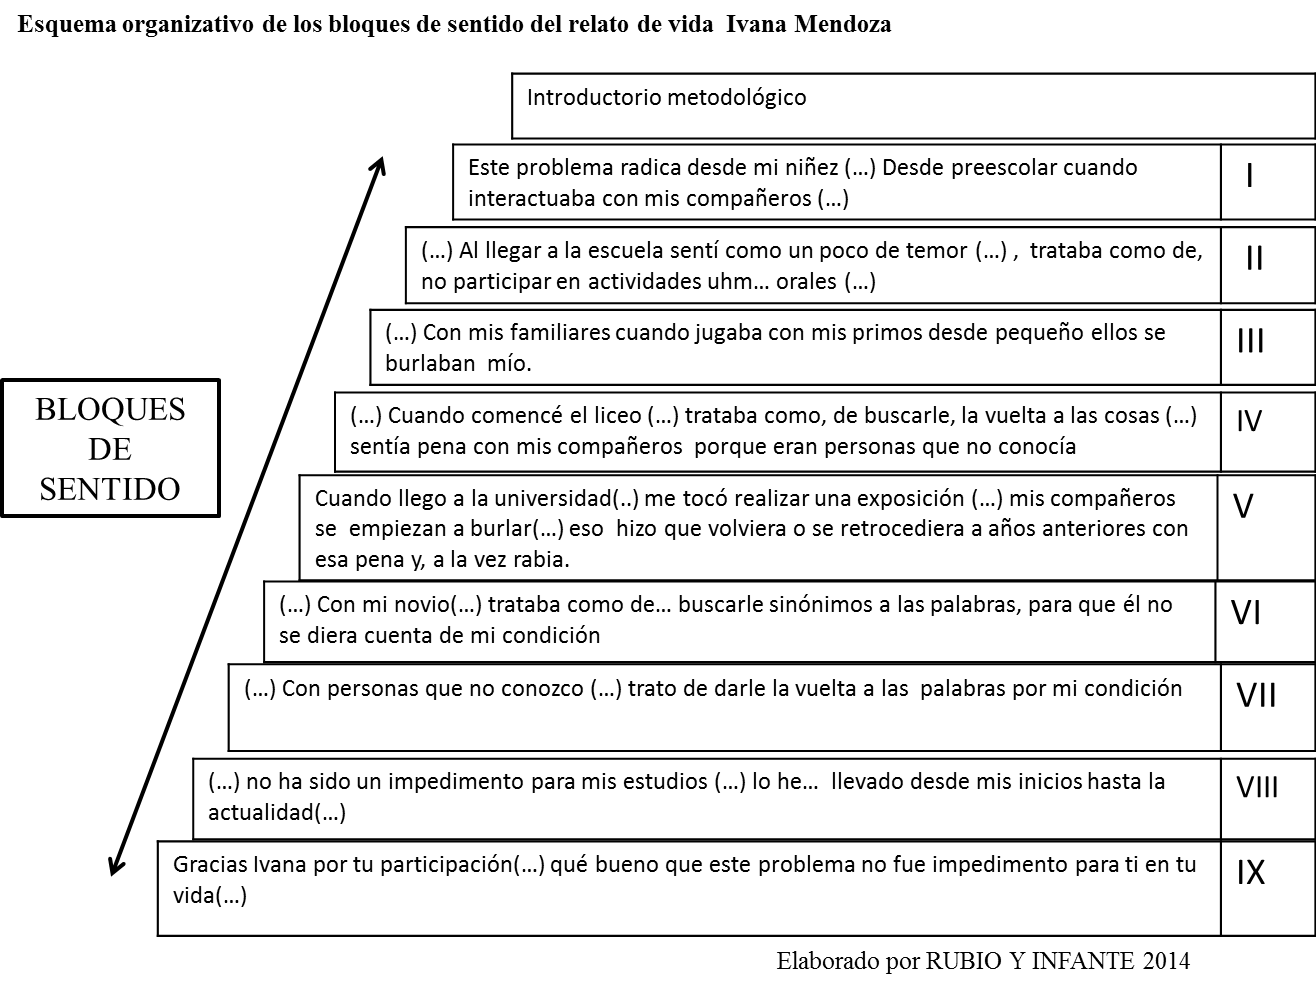 Esquema organizativo de los bloques de sentido del relato de vida Ivana Mendoza
Introductorio metodológico
Este problema radica desde mi niñez (…) Desde preescolar cuando
interactuaba con mis compañeros (…)
I
(…) Al llegar a la escuela sentí como un poco de temor (…) , trataba como de,
no participar en actividades uhm… orales (…)
II
(…) Con mis familiares cuando jugaba con mis primos desde pequeño ellos se
burlaban mío.
III
BLOQUES
DE
SENTIDO
(…) Cuando comencé el liceo (…) trataba como, de buscarle, la vuelta a las cosas (…)
sentía pena con mis compañeros porque eran personas que no conocía
IV
Cuando llego a la universidad(..) me tocó realizar una exposición (…) mis compañeros
se empiezan a burlar(…) eso hizo que volviera o se retrocediera a años anteriores con
esa pena y, a la vez rabia.
V
(…) Con mi novio(…) trataba como de… buscarle sinónimos a las palabras, para que él no
se diera cuenta de mi condición
VI
(…) Con personas que no conozco (…) trato de darle la vuelta a las palabras por mi condición
VII
(…) no ha sido un impedimento para mis estudios (…) lo he… llevado desde mis inicios hasta la
actualidad(…)
VIII
Gracias Ivana por tu participación(…) qué bueno que este problema no fue impedimento para ti en tu
vida(…)
IX
Elaborado por RUBIO Y INFANTE 2014